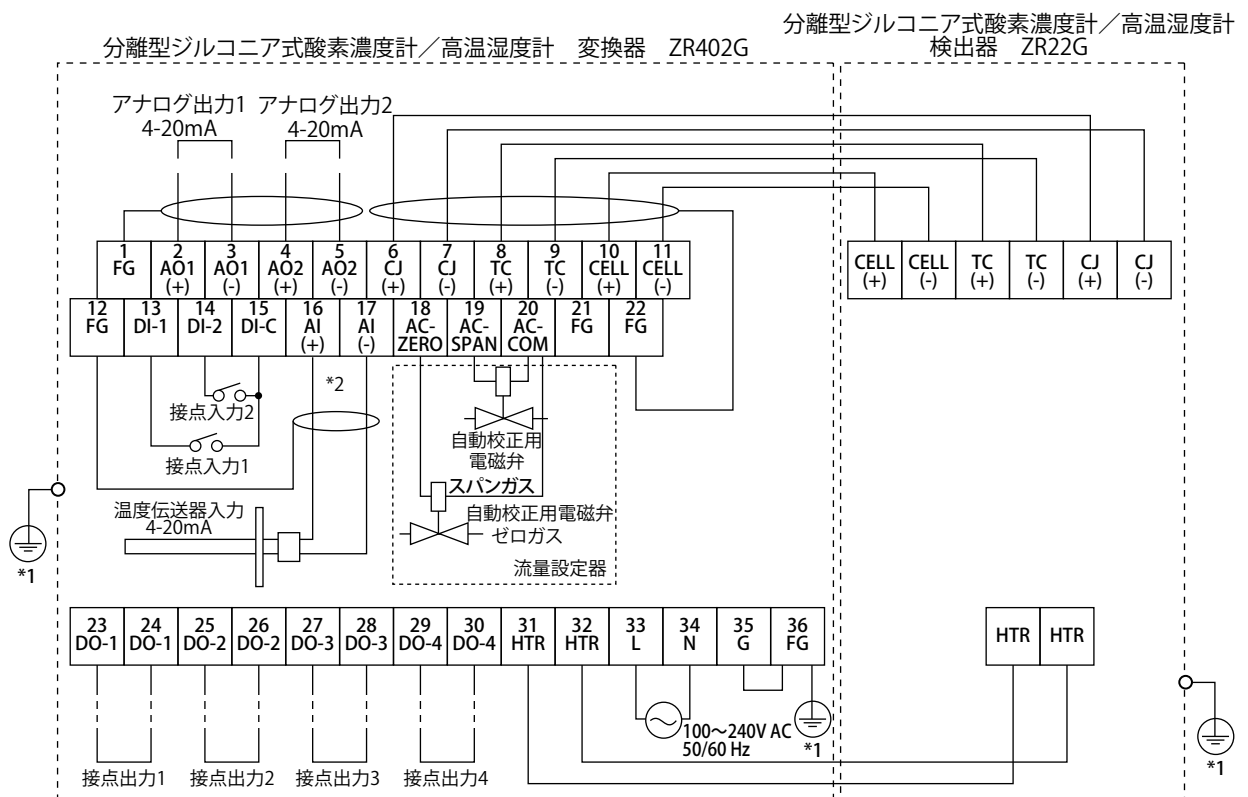 分離型ジルコニア式酸素濃度計／高温湿度計
検出器 ZR22G
分離型ジルコニア式酸素濃度計／高温湿度計 変換器 ZR402G
アナログ出力1
4-20mA
アナログ出力2
4-20mA
1
FG
2
AO1
(+)
3
AO1
(-)
4
AO2
(+)
5
AO2
(-)
6
CJ
(+)
7
CJ
(-)
8
TC
(+)
9
TC
(-)
10
CELL
(+)
11
CELL
(-)
CELL
(+)
CELL
(-)
TC
(+)
TC
(-)
CJ
(+)
CJ
(-)
12
FG
13
DI-1
14
DI-2
15
DI-C
16
AI
(+)
17
AI
(-)
18
AC-
ZERO
19
AC-
SPAN
20
AC-
COM
21
FG
22
FG
*2
接点入力2
接点入力1
自動校正用
電磁弁
スパンガス
自動校正用電磁弁
ゼロガス
流量設定器
温度伝送器入力
4-20mA
*1
23
DO-1
24
DO-1
25
DO-2
26
DO-2
27
DO-3
28
DO-3
29
DO-4
30
DO-4
31
HTR
32
HTR
33
L
34
N
35
G
36
FG
HTR
HTR
100～240V AC
50/60 Hz
*1
*1
接点出力1
接点出力2
接点出力3
接点出力4